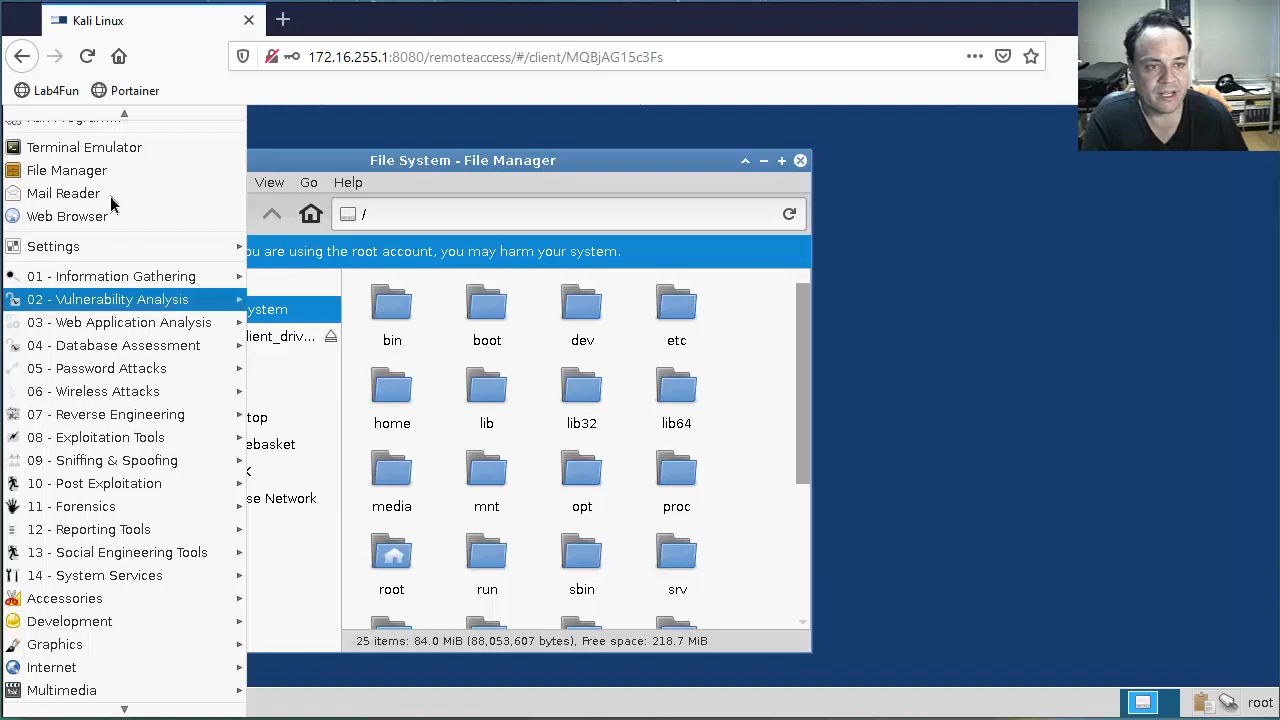 Kali Linux
172.16.255.1:8080/remoteaccess/#/client/MQBjAG15c3Fs
Lab4Fun Portainer
Terminal Emulator
File Manager
Mail Reader
Web Browser
Settings
01 - Information Gathering
02 - Vulnerability Analysis
03 - Web Application Analysis
04 - Database Assessment
05 - Password Attacks
06 - Wireless Attacks
07 - Reverse Engineering
08 - Exploitation Tools
09 - Sniffing & Spoofing
10 - Post Exploitation
11 - Forensics
12 - Reporting Tools
13 - Social Engineering Tools
14 - System Services
Accessories
Development
Graphics
Internet
Multimedia
File System - File Manager
View Go Help
/
ou are using the root account, you may harm your system.
ystem
lient_driv...
top
ebasket
K
se Network
bin boot dev etc
home lib lib32 lib64
media mnt opt proc
root run sbin srv
25 items: 84.0 MiB (88,053,607 bytes), Free space: 218.7 MiB
root